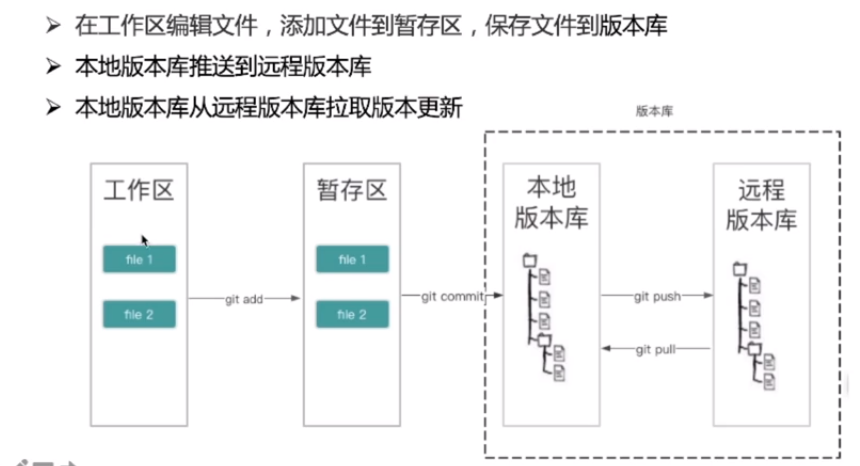 ➢ 在工作区编辑文件，添加文件到暂存区，保存文件到版本库
➢ 本地版本库推送到远程版本库
➢ 本地版本库从远程版本库拉取版本更新
版本库
工作区
file 1
file 2
git add
暂存区
file 1
file 2
git commit
本地
版本库
git push
git pull
远程
版本库